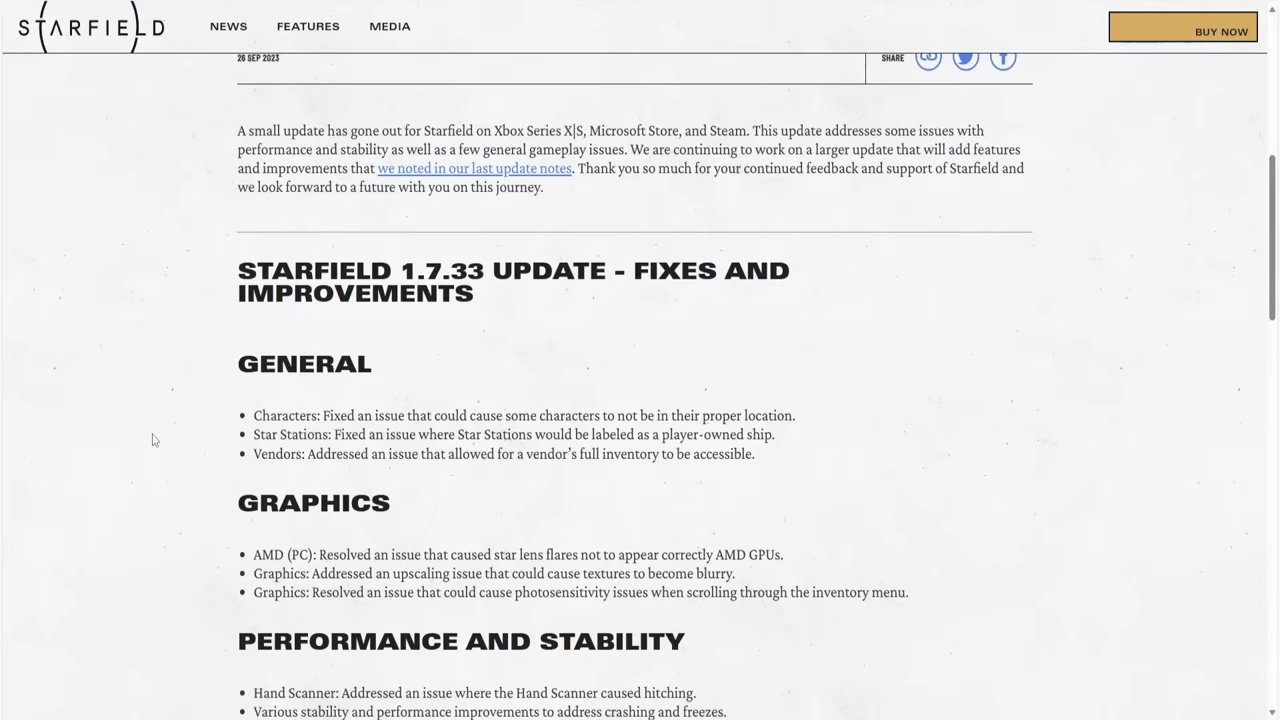 STARFIELD
NEWS
FEATURES
MEDIA
BUY NOW
26 SEP 2023
SHARE
A small update has gone out for Starfield on Xbox Series X|S, Microsoft Store, and Steam. This update addresses some issues with
performance and stability as well as a few general gameplay issues. We are continuing to work on a larger update that will add features
and improvements that we noted in our last update notes. Thank you so much for your continued feedback and support of Starfield and
we look forward to a future with you on this journey.
STARFIELD 1.7.33 UPDATE - FIXES AND
IMPROVEMENTS
GENERAL
• Characters: Fixed an issue that could cause some characters to not be in their proper location.
• Star Stations: Fixed an issue where Star Stations would be labeled as a player-owned ship.
• Vendors: Addressed an issue that allowed for a vendor’s full inventory to be accessible.
GRAPHICS
• AMD (PC): Resolved an issue that caused star lens flares not to appear correctly AMD GPUs.
• Graphics: Addressed an upscaling issue that could cause textures to become blurry.
• Graphics: Resolved an issue that could cause photosensitivity issues when scrolling through the inventory menu.
PERFORMANCE AND STABILITY
• Hand Scanner: Addressed an issue where the Hand Scanner caused hitching.
• Various stability and performance improvements to address crashing and freezes.